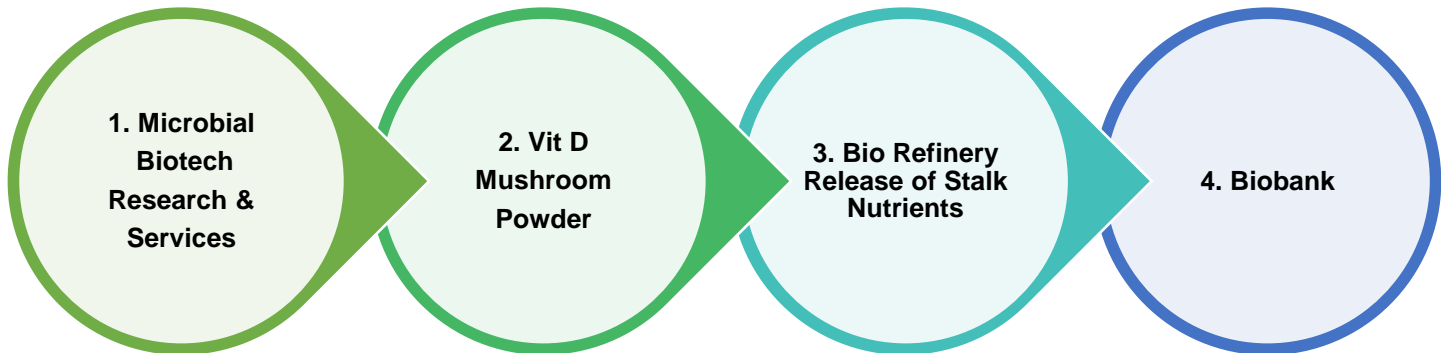 1. Microbial
Biotech
Research &
Services
2. Vit D
Mushroom
Powder
3. Bio Refinery
Release of Stalk
Nutrients
4. Biobank